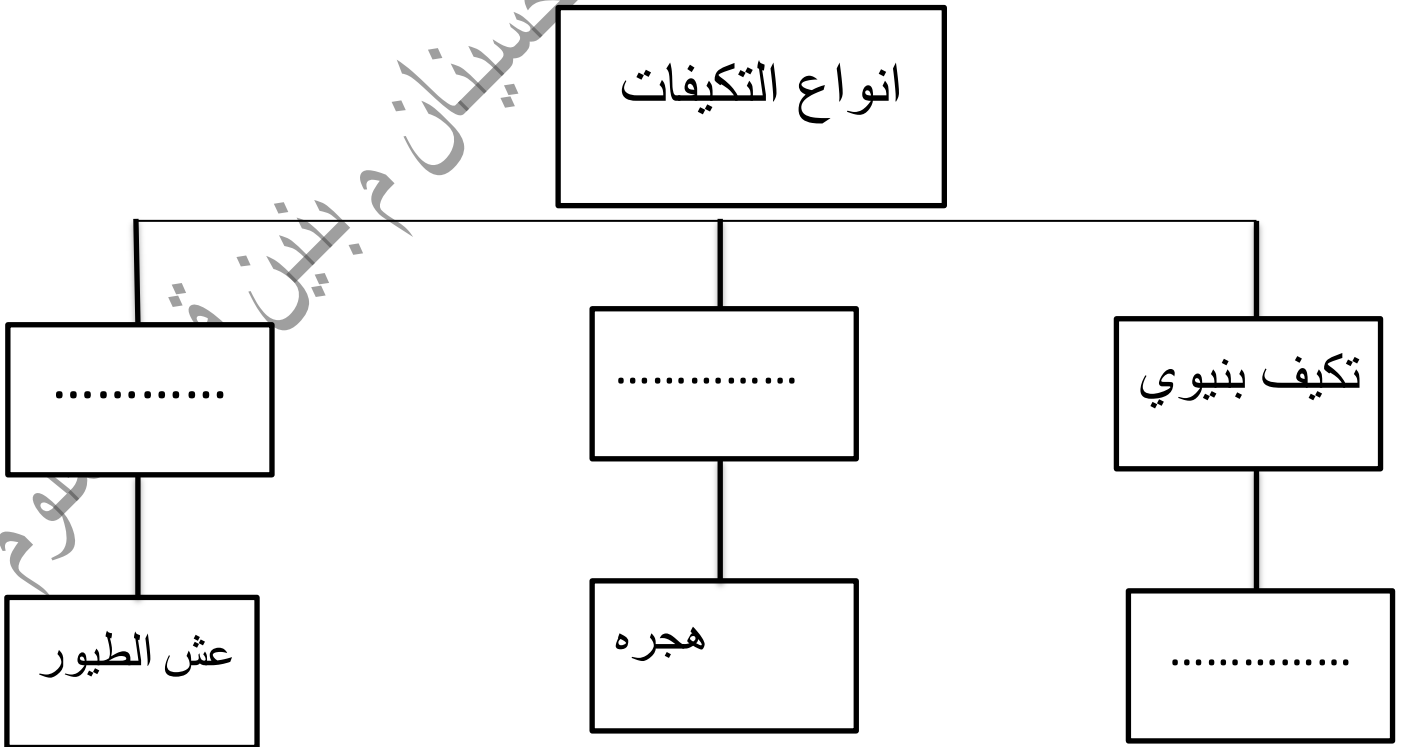 انواع التكيفات
تكيف بنيوي
...............
............
...............
هجره
عش الطيور